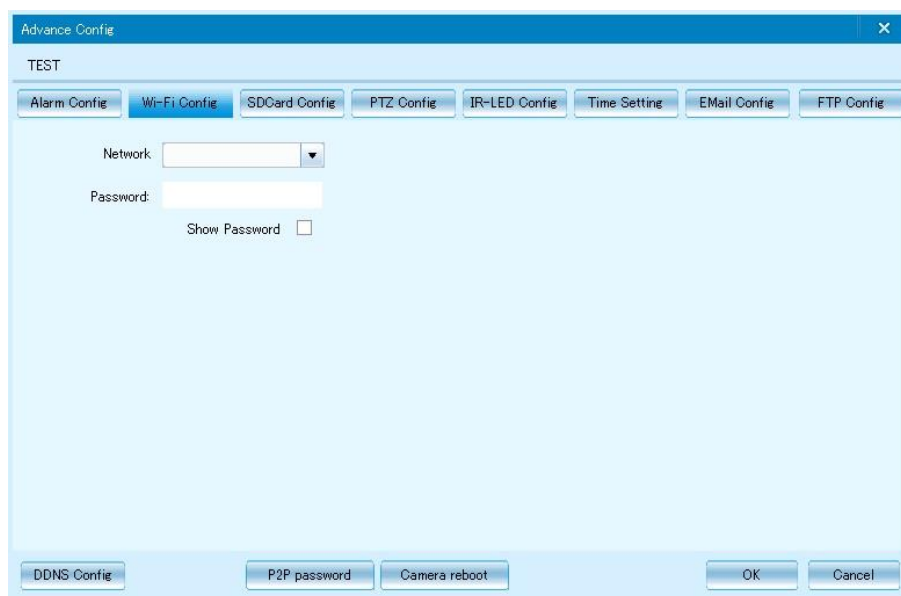 Advance Config
TEST
Alarm Config Wi-Fi Config SDCard Config PTZ Config IR-LED Config Time Setting EMail Config FTP Config
Network
Password:
Show Password
DDNS Config P2P password Camera reboot OK Cancel